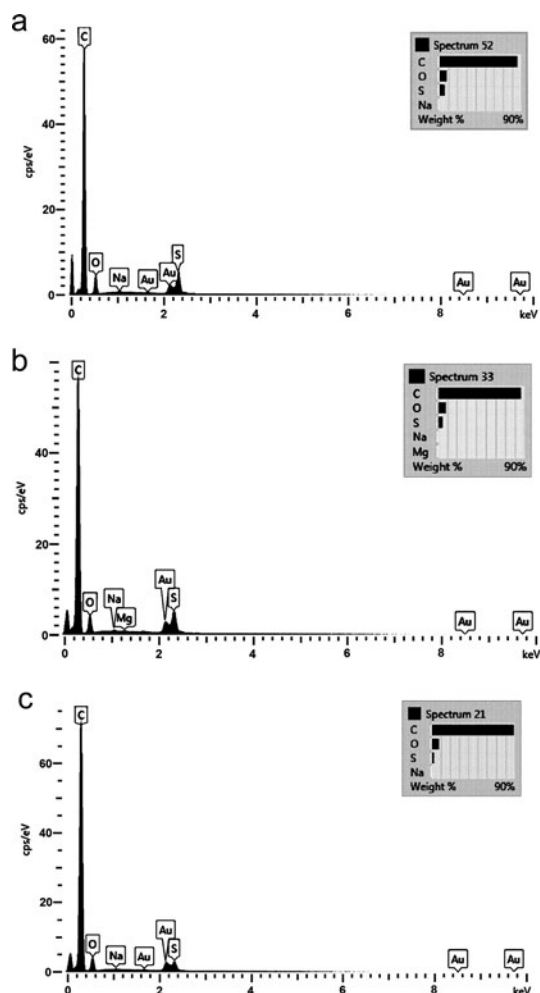 a
60
40
20
0
cps/eV
C
O
Na
Au
Au
S
Au
Au
0 2 4 6 8 keV
Spectrum 52
C
O
S
Na
Weight % 90%
b
40
20
0
cps/eV
C
O
Na
Mg
Au
S
Au
Au
0 2 4 6 8 keV
Spectrum 33
C
O
S
Na
Mg
Weight % 90%
c
60
40
20
0
cps/eV
C
O
Na
Au
Au
S
Au
Au
0 2 4 6 8 keV
Spectrum 21
C
O
S
Na
Weight % 90%